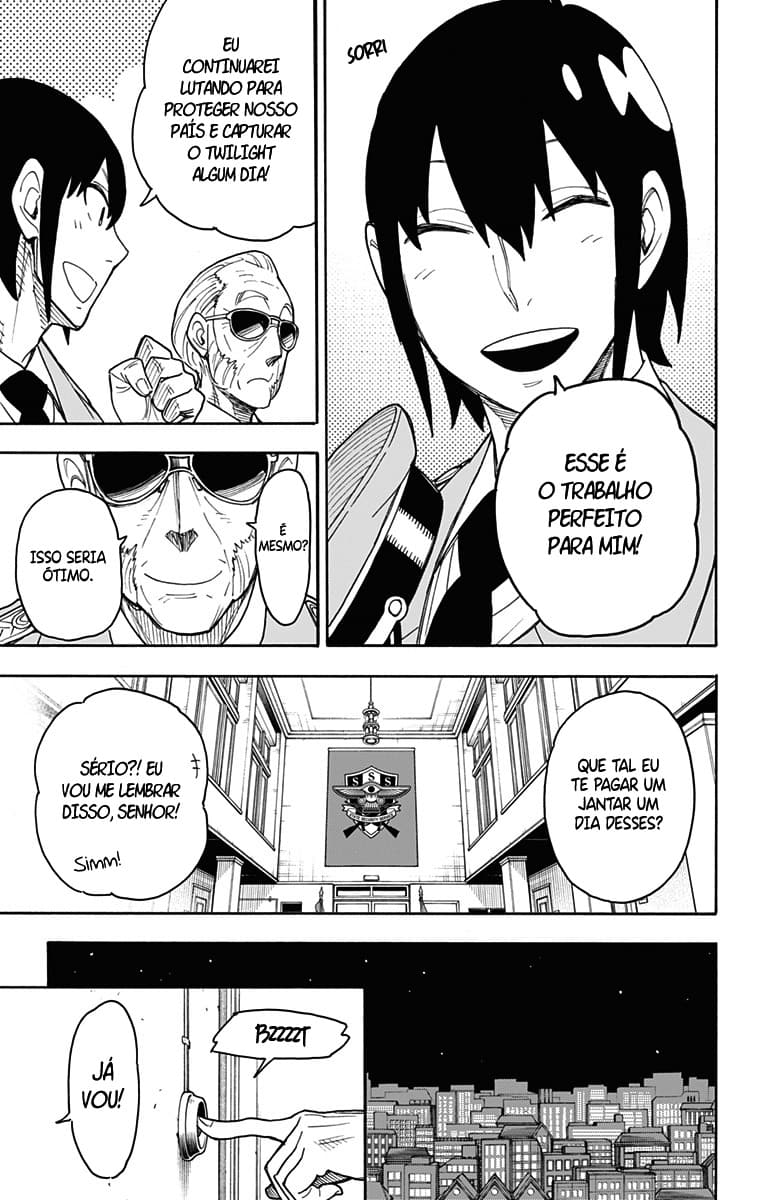 SORRI
ESSE É
O TRABALHO
PERFEITO
PARA MIM!
EU
CONTINUAREI
LUTANDO PARA
PROTEGER NOSSO
PAÍS E CAPTURAR
O TWILIGHT
ALGUM DIA!
É
MESMO?
ISSO SERIA
ÓTIMO.
QUE TAL EU
TE PAGAR UM
JANTAR UM
DIA DESSES?
SSS
SÉRIO?! EU
VOU ME LEMBRAR
DISSO, SENHOR!
Simm!
BZZZZT
JÁ
VOU!